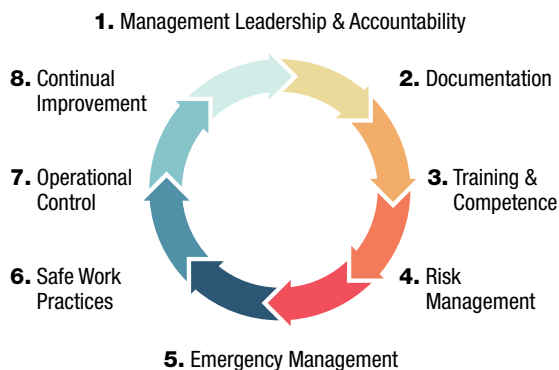 1. Management Leadership & Accountability
2. Documentation
3. Training &
Competence
4. Risk
Management
5. Emergency Management
6. Safe Work
Practices
7. Operational
Control
8. Continual
Improvement